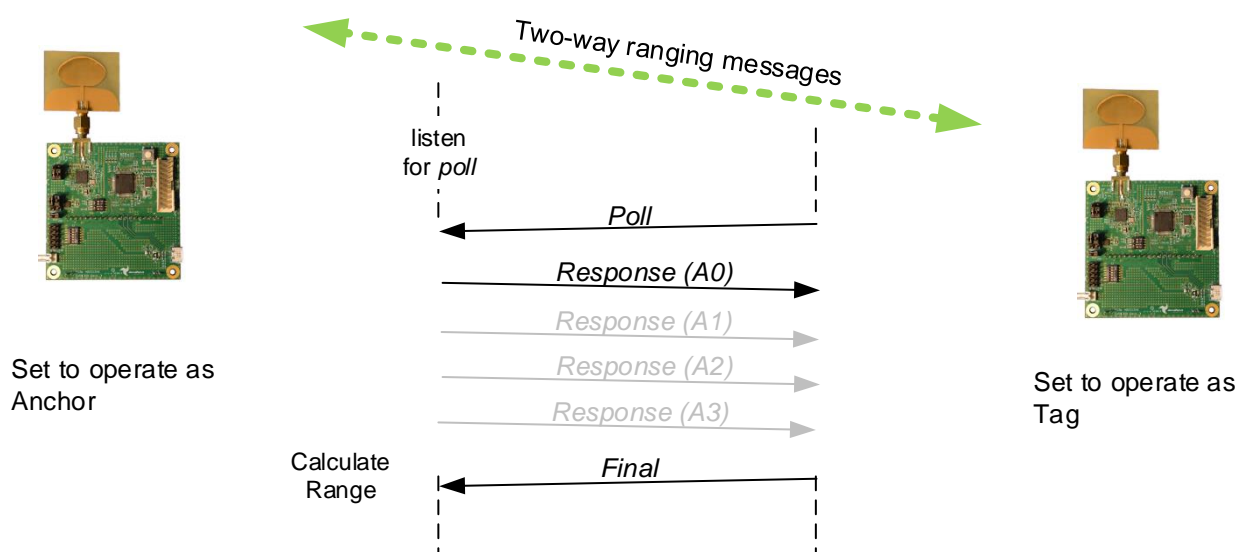 Two-way ranging messages
listen
for poll
Poll
Response (A0)
Response (A1)
Response (A2)
Response (A3)
Set to operate as
Anchor
Set to operate as
Tag
Calculate
Range
Final